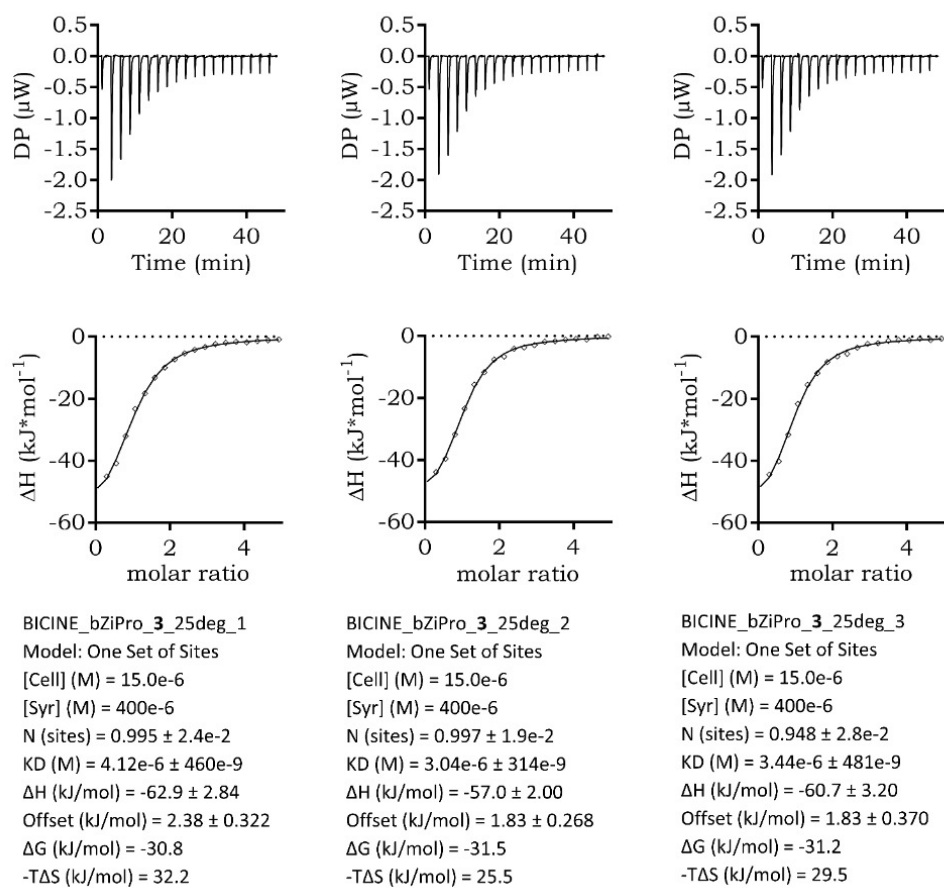 0.5
0.0
-0.5
-1.0
-1.5
-2.0
-2.5
DP (µW)
0 20 40
Time (min)
0.5
0.0
-0.5
-1.0
-1.5
-2.0
-2.5
DP (µW)
0 20 40
Time (min)
0.5
0.0
-0.5
-1.0
-1.5
-2.0
-2.5
DP (µW)
0 20 40
Time (min)
0
-20
-40
-60
ΔH (kJ*mol⁻¹)
0 2 4
molar ratio
0
-20
-40
-60
ΔH (kJ*mol⁻¹)
0 2 4
molar ratio
0
-20
-40
-60
ΔH (kJ*mol⁻¹)
0 2 4
molar ratio
BICINE_bZiPro_3_25deg_1
Model: One Set of Sites
[Cell] (M) = 15.0e-6
[Syr] (M) = 400e-6
N (sites) = 0.995 ± 2.4e-2
KD (M) = 4.12e-6 ± 460e-9
ΔH (kJ/mol) = -62.9 ± 2.84
Offset (kJ/mol) = 2.38 ± 0.322
ΔG (kJ/mol) = -30.8
-TΔS (kJ/mol) = 32.2
BICINE_bZiPro_3_25deg_2
Model: One Set of Sites
[Cell] (M) = 15.0e-6
[Syr] (M) = 400e-6
N (sites) = 0.997 ± 1.9e-2
KD (M) = 3.04e-6 ± 314e-9
ΔH (kJ/mol) = -57.0 ± 2.00
Offset (kJ/mol) = 1.83 ± 0.268
ΔG (kJ/mol) = -31.5
-TΔS (kJ/mol) = 25.5
BICINE_bZiPro_3_25deg_3
Model: One Set of Sites
[Cell] (M) = 15.0e-6
[Syr] (M) = 400e-6
N (sites) = 0.948 ± 2.8e-2
KD (M) = 3.44e-6 ± 481e-9
ΔH (kJ/mol) = -60.7 ± 3.20
Offset (kJ/mol) = 1.83 ± 0.370
ΔG (kJ/mol) = -31.2
-TΔS (kJ/mol) = 29.5